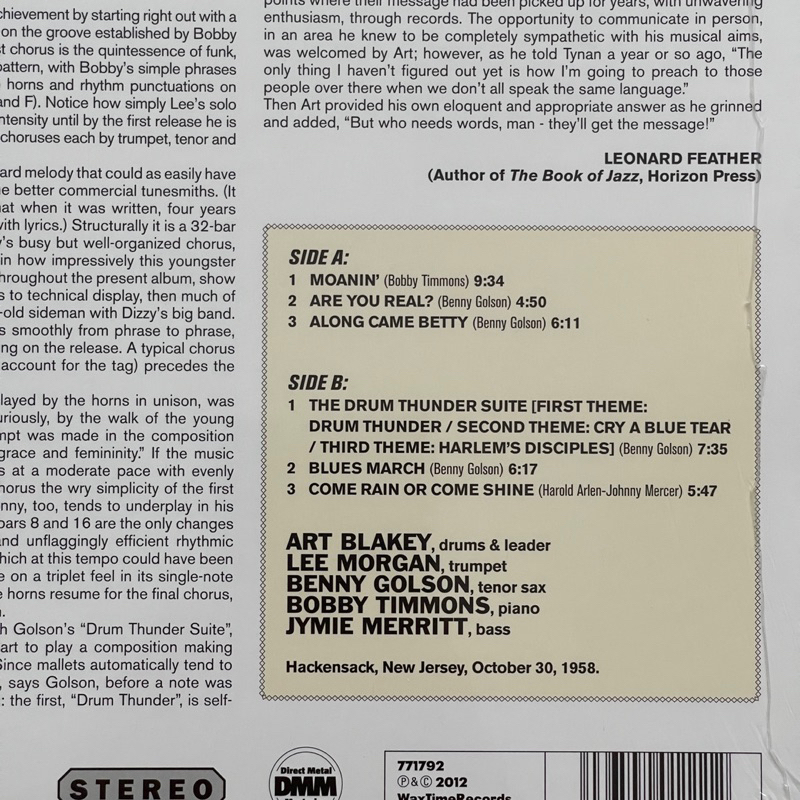 chievement by starting right out with a
on the groove established by Bobby
t chorus is the quintessence of funk,
pattern, with Bobby's simple phrases
horns and rhythm punctuations on
and F). Notice how simply Lee's solo
ntensity until by the first release he is
choruses each by trumpet, tenor and
ard melody that could as easily have
e better commercial tunesmiths. (It
at when it was written, four years
with lyrics.) Structurally it is a 32-bar
y's busy but well-organized chorus,
in how impressively this youngster
hroughout the present album, show
s to technical display, then much of
-old sideman with Dizzy's big band.
s smoothly from phrase to phrase,
ng on the release. A typical chorus
account for the tag) precedes the
layed by the horns in unison, was
uriously, by the walk of the young
mpt was made in the composition
grace and femininity." If the music
s at a moderate pace with evenly
horus the wry simplicity of the first
nny, too, tends to underplay in his
bars 8 and 16 are the only changes
and unflaggingly efficient rhythmic
hich at this tempo could have been
e on a triplet feel in its single-note
e horns resume for the final chorus,
h Golson's "Drum Thunder Suite",
art to play a composition making
Since mallets automatically tend to
, says Golson, before a note was
: the first, "Drum Thunder", is self-
points where their message had been picked up for years, with unwavering
enthusiasm, through records. The opportunity to communicate in person,
in an area he knew to be completely sympathetic with his musical aims,
was welcomed by Art; however, as he told Tynan a year or so ago, "The
only thing I haven't figured out yet is how I'm going to preach to those
people over there when we don't all speak the same language."
Then Art provided his own eloquent and appropriate answer as he grinned
and added, "But who needs words, man - they'll get the message!"
LEONARD FEATHER
(Author of The Book of Jazz, Horizon Press)
SIDE A:
1 MOANIN' (Bobby Timmons) 9:34
2 ARE YOU REAL? (Benny Golson) 4:50
3 ALONG CAME BETTY (Benny Golson) 6:11
SIDE B:
1 THE DRUM THUNDER SUITE [FIRST THEME:
DRUM THUNDER / SECOND THEME: CRY A BLUE TEAR
/ THIRD THEME: HARLEM'S DISCIPLES] (Benny Golson) 7:35
2 BLUES MARCH (Benny Golson) 6:17
3 COME RAIN OR COME SHINE (Harold Arlen-Johnny Mercer) 5:47
ART BLAKEY, drums & leader
LEE MORGAN, trumpet
BENNY GOLSON, tenor sax
BOBBY TIMMONS, piano
JYMIE MERRITT, bass
Hackensack, New Jersey, October 30, 1958.
STEREO
Direct Metal
DMM
771792
℗&© 2012
WaxTimeRecords